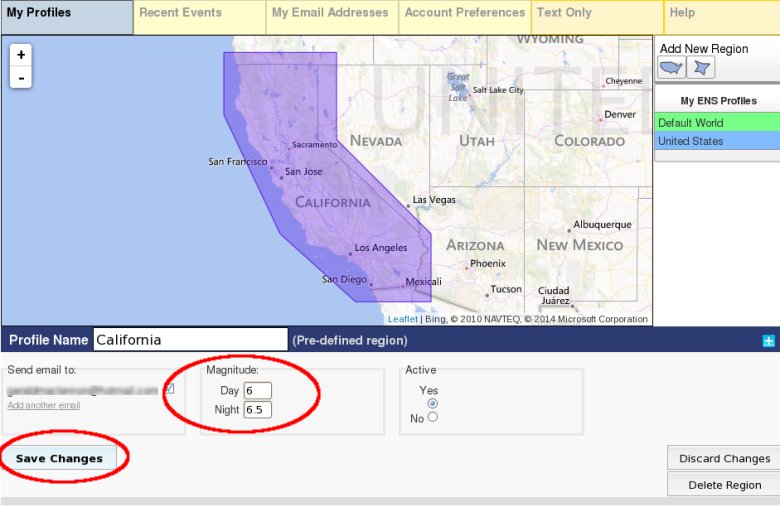 My Profiles
Recent Events
My Email Addresses
Account Preferences
Text Only
Help
+
-
WYOMING
Great
Salt
Lake
Salt Lake City
Cheyenne
Denver
NEVADA
UTAH
COLORADO
Sacramento
San Francisco
San Jose
CALIFORNIA
Las Vegas
Los Angeles
Albuquerque
ARIZONA
NEW MEXICO
Phoenix
San Diego
Mexicali
Tucson
Ciudad
Juárez
Leaflet | Bing, © 2010 NAVTEQ, © 2014 Microsoft Corporation
Add New Region
My ENS Profiles
Default World
United States
Profile Name
California
(Pre-defined region)
+
Send email to:
Add another email
Magnitude:
Day 6
Night 6.5
Active
Yes
No
Save Changes
Discard Changes
Delete Region